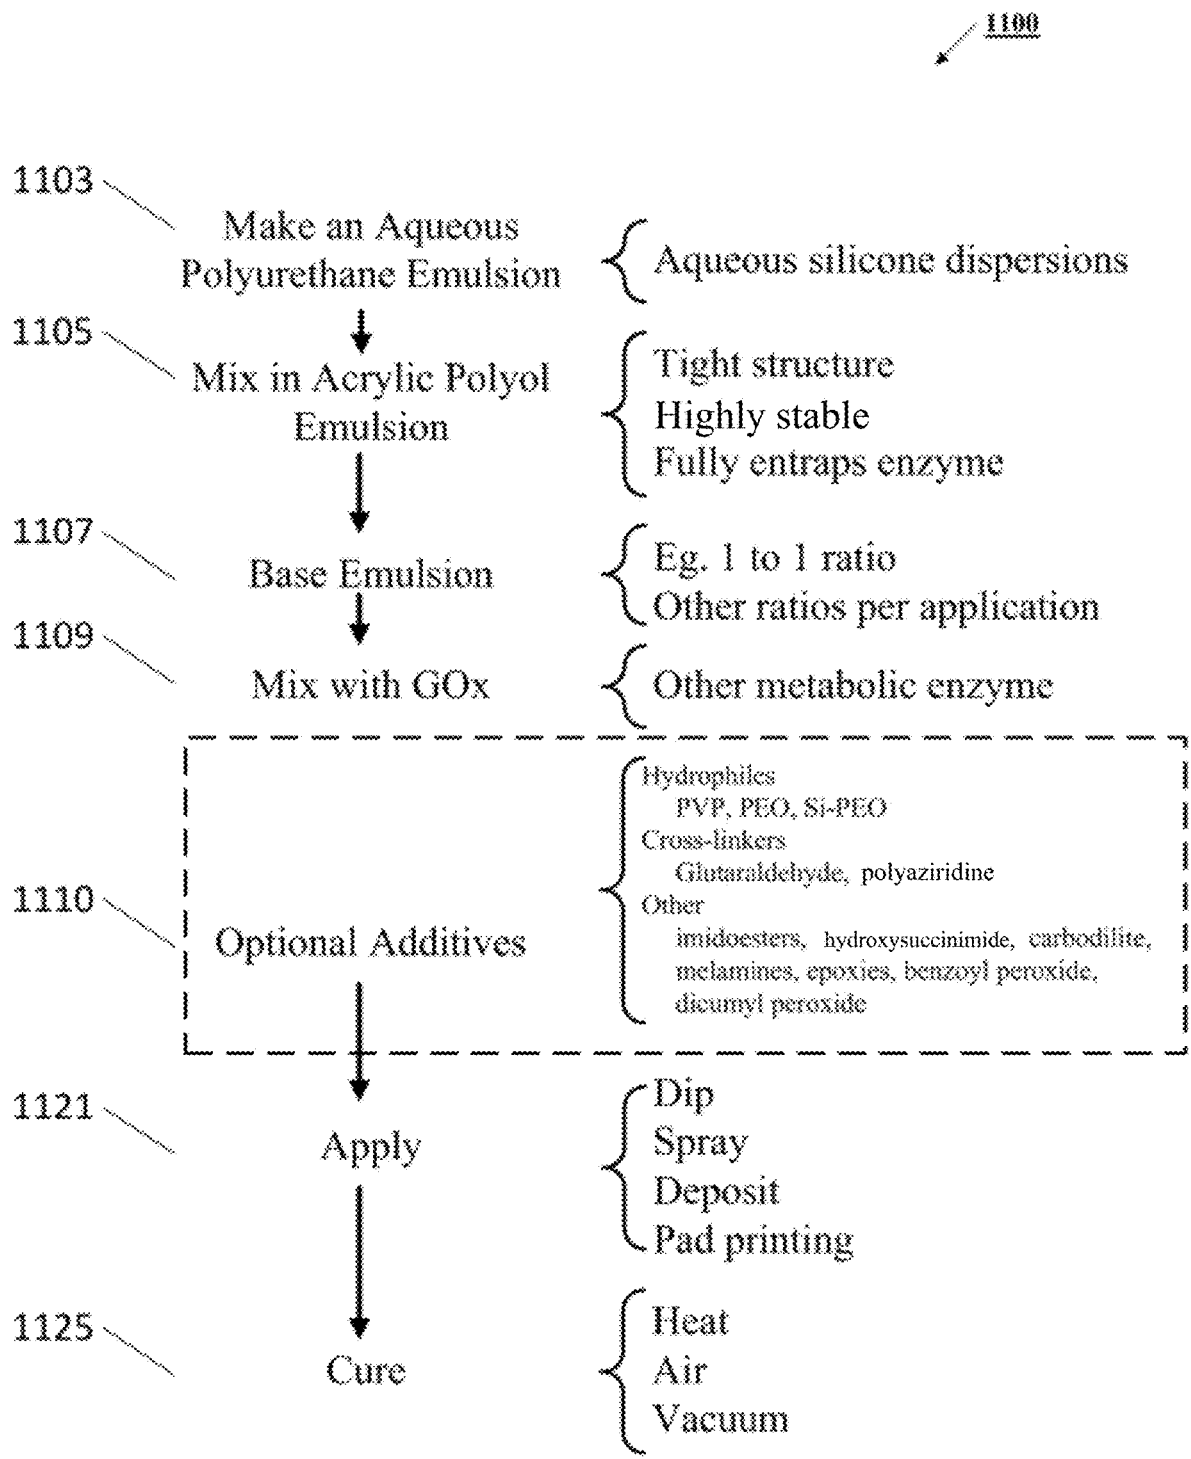 1100
1103
Make an Aqueous
Polyurethane Emulsion
Aqueous silicone dispersions
1105
Mix in Acrylic Polyol
Emulsion
Tight structure
Highly stable
Fully entraps enzyme
1107
Base Emulsion
Eg. 1 to 1 ratio
Other ratios per application
1109
Mix with GOx
Other metabolic enzyme
1110
Optional Additives
Hydrophiles
PVP, PEO, Si-PEO
Cross-linkers
Glutaraldehyde, polyaziridine
Other
imidoesters, hydroxysuccinimide, carbodilite,
melamines, epoxies, benzoyl peroxide,
dicumyl peroxide
1121
Apply
Dip
Spray
Deposit
Pad printing
1125
Cure
Heat
Air
Vacuum